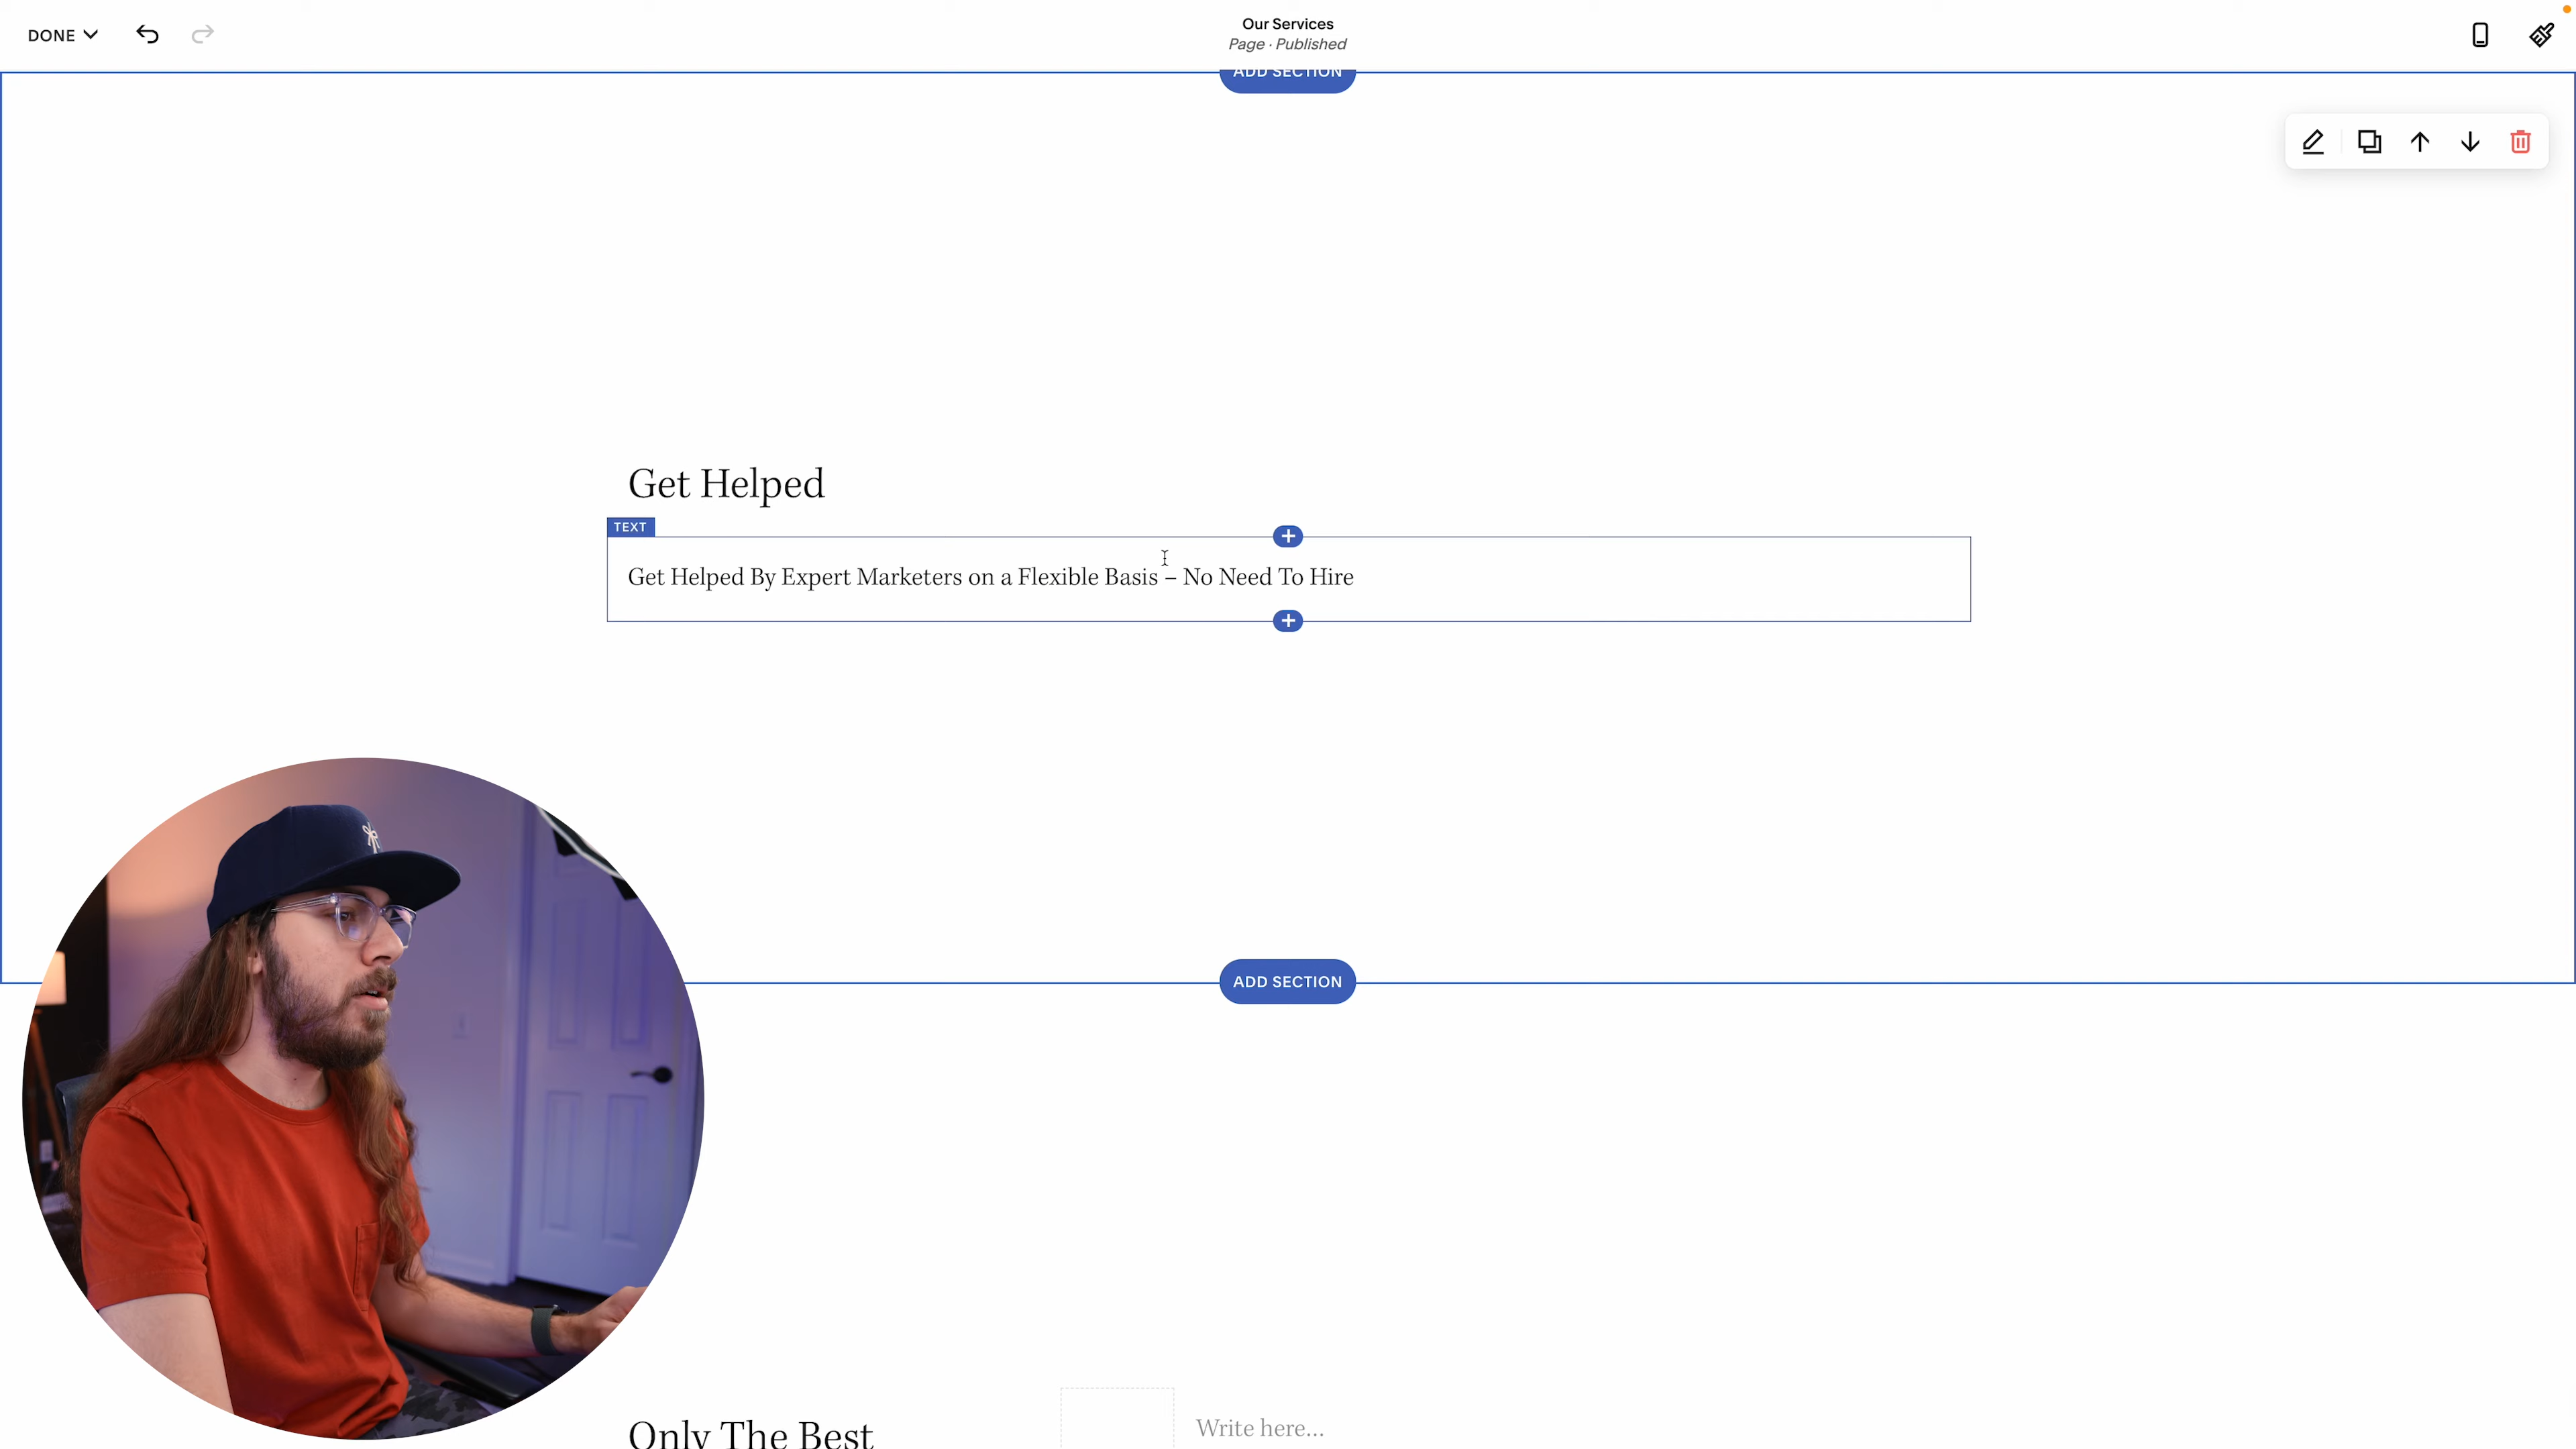 DONE
Our Services
Page · Published
ADD SECTION
Get Helped
TEXT
Get Helped By Expert Marketers on a Flexible Basis – No Need To Hire
ADD SECTION
Only The Best
Write here...